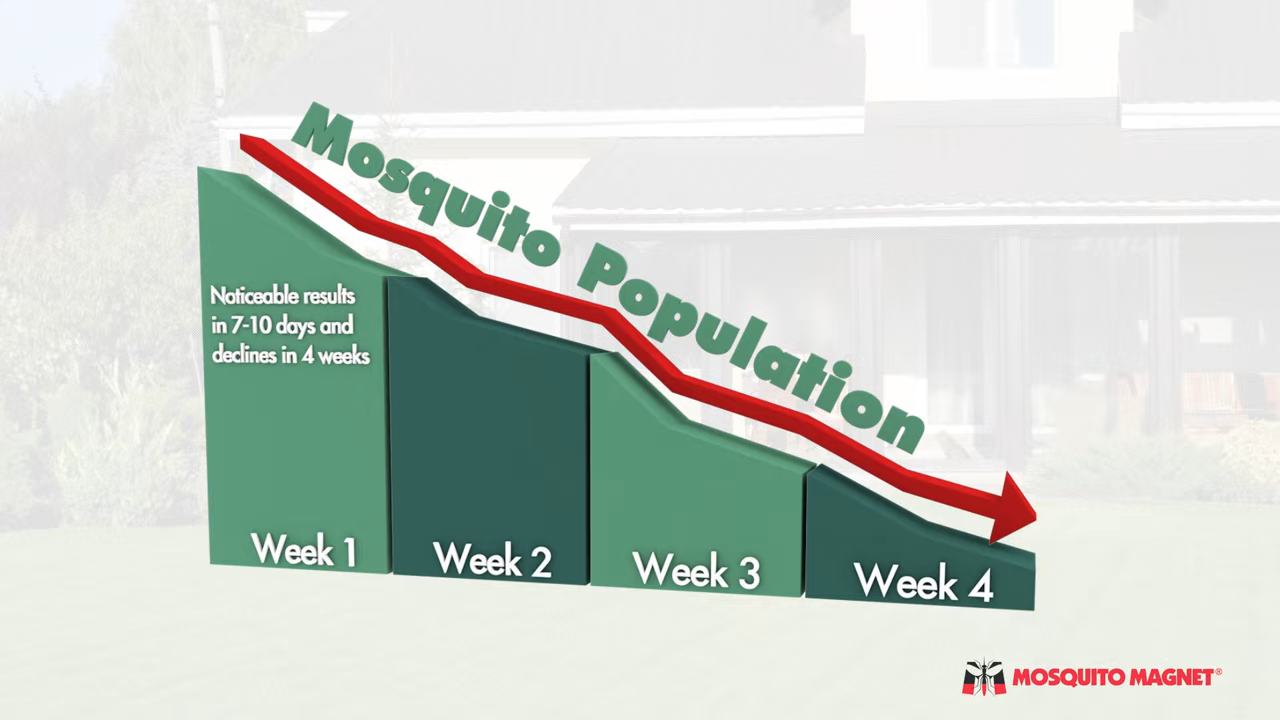 Mosquito Population
Noticeable results
in 7-10 days and
declines in 4 weeks
Week 1
Week 2
Week 3
Week 4
MOSQUITO MAGNET®